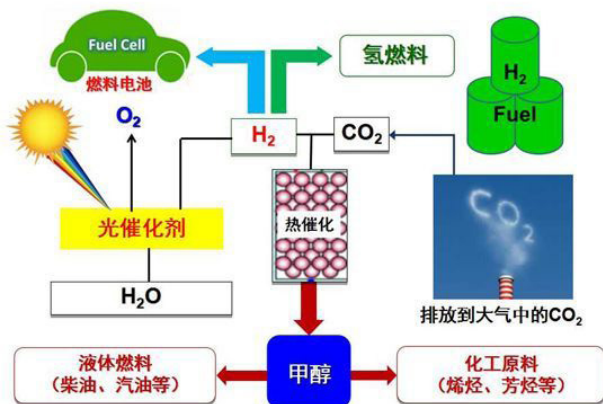 Fuel Cell
燃料电池
氢燃料
H₂
Fuel
O₂
H₂
CO₂
光催化剂
热催化
CO₂
H₂O
排放到大气中的CO₂
液体燃料
（柴油、汽油等）
甲醇
化工原料
（烯烃、芳烃等）